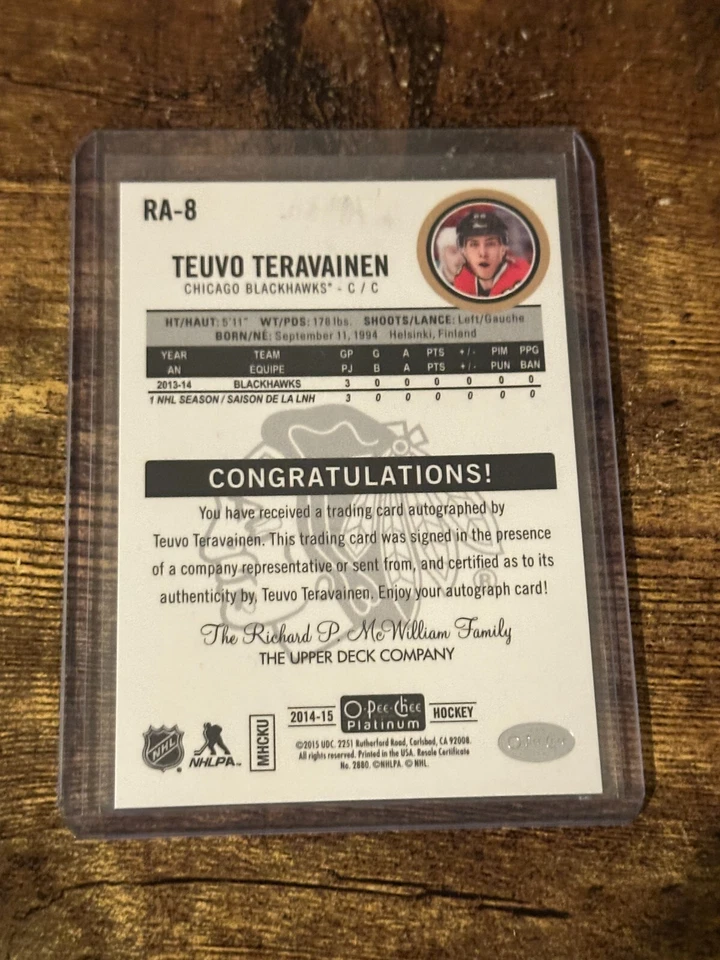 RA-8
TEUVO TERAVAINEN
CHICAGO BLACKHAWKS® - C / C
HT/HAUT: 5'11" WT/PDS: 178 lbs. SHOOTS/LANCE: Left/Gauche
BORN/NÉ: September 11, 1994 Helsinki, Finland
YEAR TEAM GP G A PTS +/- PIM PPG
AN EQUIPE PJ B A PTS +/- PUN BAN
2013-14 BLACKHAWKS 3 0 0 0 0 0 0
1 NHL SEASON / SAISON DE LA LNH 3 0 0 0 0 0 0
CONGRATULATIONS!
You have received a trading card autographed by
Teuvo Teravainen. This trading card was signed in the presence
of a company representative or sent from, and certified as to its
authenticity by, Teuvo Teravainen. Enjoy your autograph card!
®
The Richard P. McWilliam Family
THE UPPER DECK COMPANY
NHL NHLPA MHCKU 2014-15 O-Pee-Chee Platinum HOCKEY
©2015 UDC. 2251 Rutherford Road, Carlsbad, CA 92008.
All rights reserved. Printed in the USA. Resale Certificate
No. 2880. ©NHLPA. © NHL.